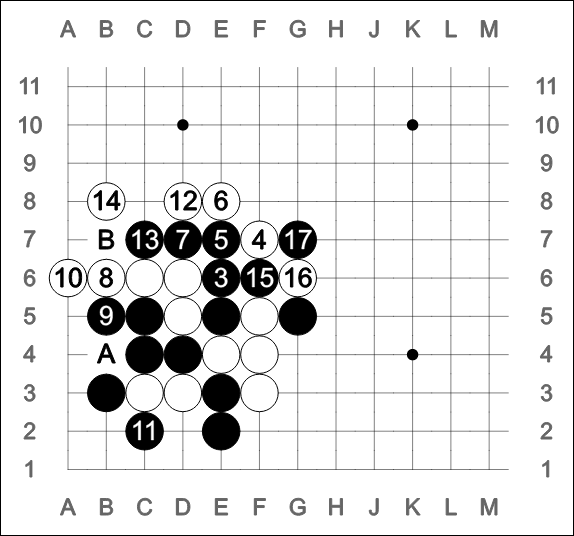 A B C D E F G H J K L M
11 11
10 10
9 9
8 14 12 6 8
7 B 13 7 5 4 17 7
6 10 8 3 15 16 6
5 9 5
4 A 4
3 3
2 11 2
1 1
A B C D E F G H J K L M